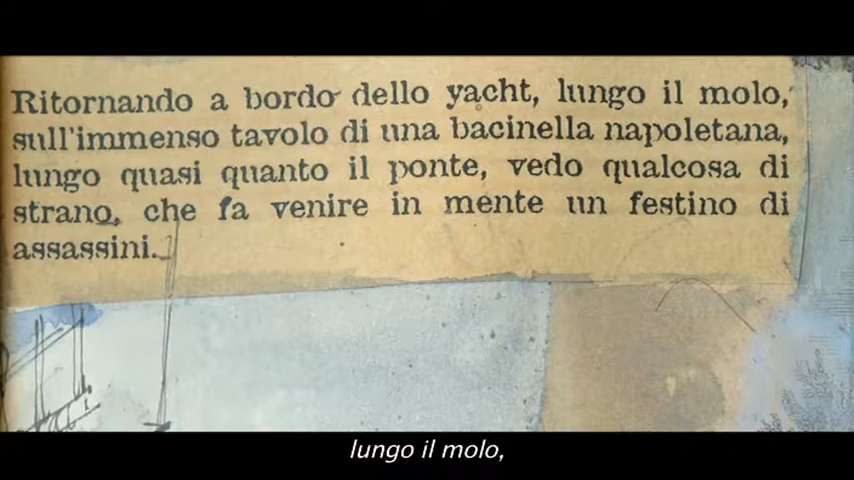 Ritornando a bordo dello yacht, lungo il molo,
sull'immenso tavolo di una bacinella napoletana,
lungo quasi quanto il ponte, vedo qualcosa di
strano, che fa venire in mente un festino di
assassini.
lungo il molo,